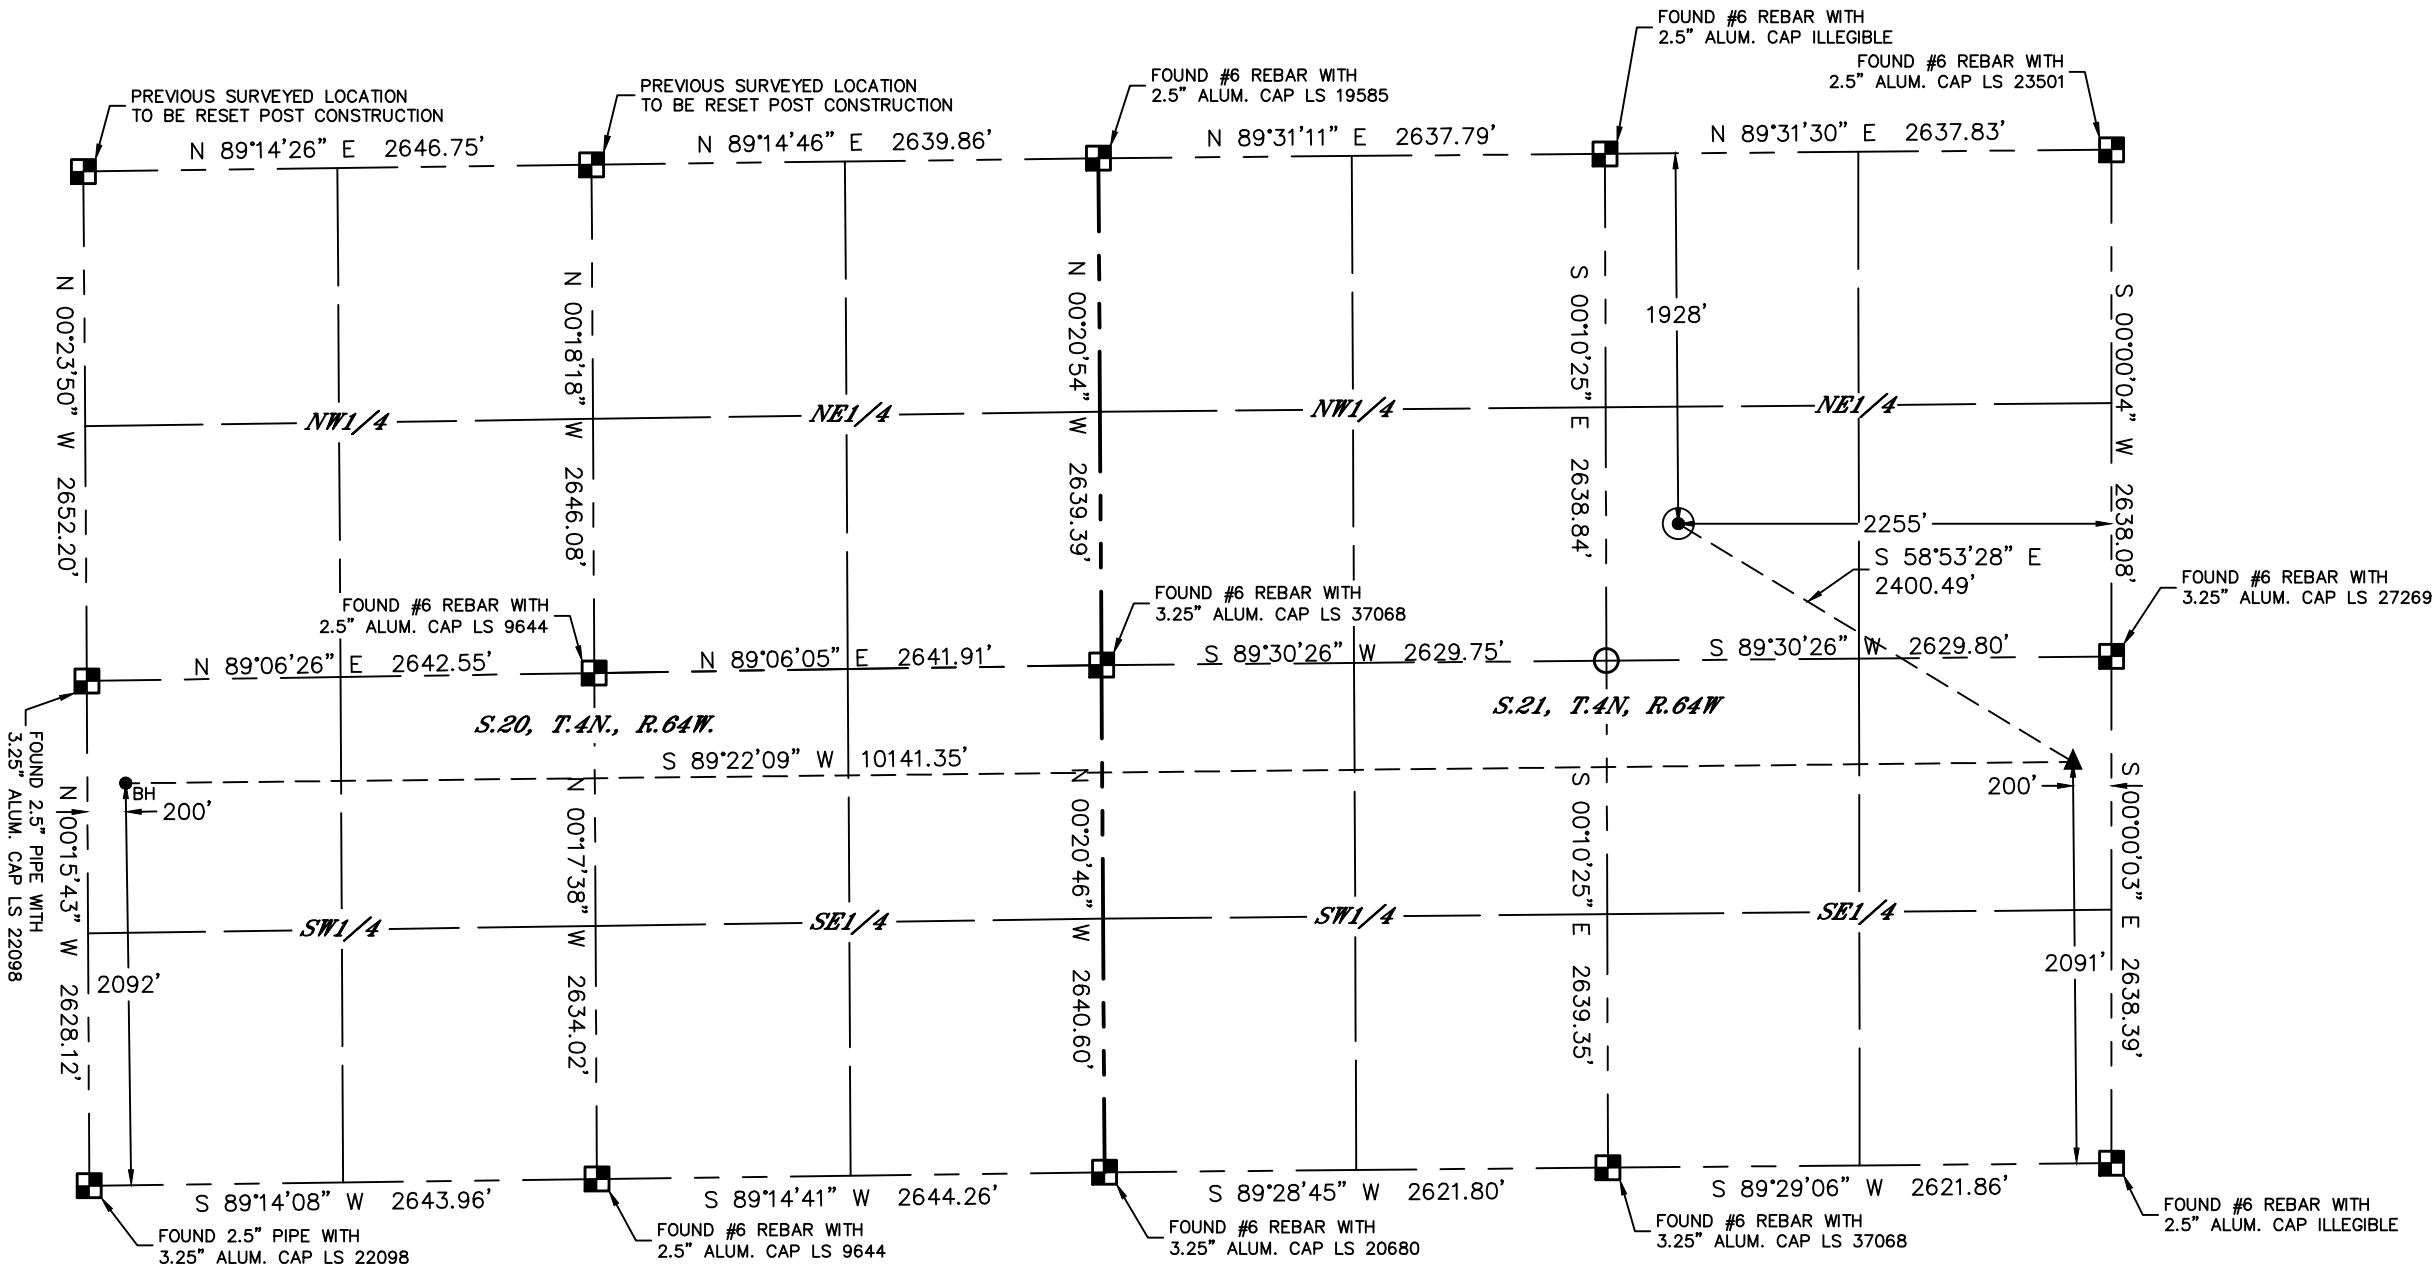 FOUND #6 REBAR WITH
2.5" ALUM. CAP ILLEGIBLE
FOUND #6 REBAR WITH
2.5" ALUM. CAP LS 23501
FOUND #6 REBAR WITH
2.5" ALUM. CAP LS 19585
PREVIOUS SURVEYED LOCATION
TO BE RESET POST CONSTRUCTION
PREVIOUS SURVEYED LOCATION
TO BE RESET POST CONSTRUCTION
N 89°14'26" E 2646.75'
N 89°14'46" E 2639.86'
N 89°31'11" E 2637.79'
N 89°31'30" E 2637.83'
N 00°23'50" W 2652.20'
N 00°18'18" W 2646.08'
N 00°20'54" W 2639.39'
S 00°10'25" E 2638.84'
S 00°00'04" W 2638.08'
1928'
NW1/4
NE1/4
NW1/4
NE1/4
2255'
S 58°53'28" E
2400.49'
FOUND #6 REBAR WITH
3.25" ALUM. CAP LS 27269
FOUND #6 REBAR WITH
2.5" ALUM. CAP LS 9644
FOUND #6 REBAR WITH
3.25" ALUM. CAP LS 37068
N 89°06'26" E 2642.55'
N 89°06'05" E 2641.91'
S 89°30'26" W 2629.75'
S 89°30'26" W 2629.80'
S.20, T.4N., R.64W.
S.21, T.4N, R.64W
S 89°22'09" W 10141.35'
FOUND 2.5" PIPE WITH
3.25" ALUM. CAP LS 22098
BH
200'
200'
N 00°15'43" W 2628.12'
N 00°17'38" W 2634.02'
N 00°20'46" W 2640.60'
S 00°10'25" E 2639.35'
S 00°00'03" E 2638.39'
SW1/4
SE1/4
SW1/4
SE1/4
2092'
2091'
S 89°14'08" W 2643.96'
S 89°14'41" W 2644.26'
S 89°28'45" W 2621.80'
S 89°29'06" W 2621.86'
FOUND 2.5" PIPE WITH
3.25" ALUM. CAP LS 22098
FOUND #6 REBAR WITH
2.5" ALUM. CAP LS 9644
FOUND #6 REBAR WITH
3.25" ALUM. CAP LS 20680
FOUND #6 REBAR WITH
3.25" ALUM. CAP LS 37068
FOUND #6 REBAR WITH
2.5" ALUM. CAP ILLEGIBLE